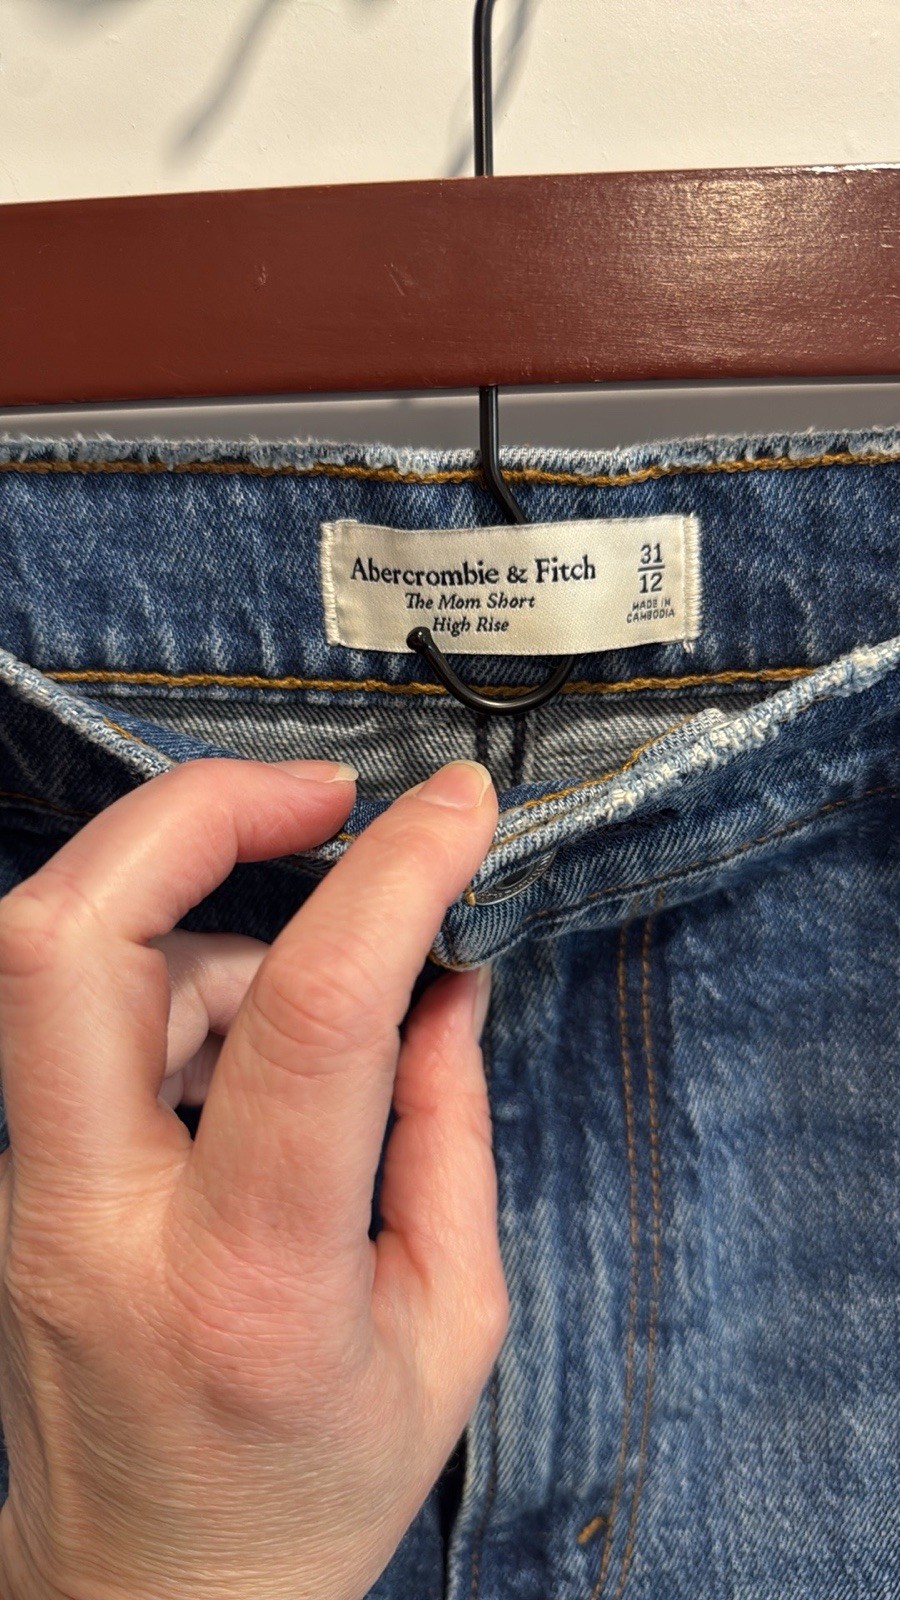 Abercrombie & Fitch
The Mom Short
High Rise
31
12
MADE IN
CAMBODIA